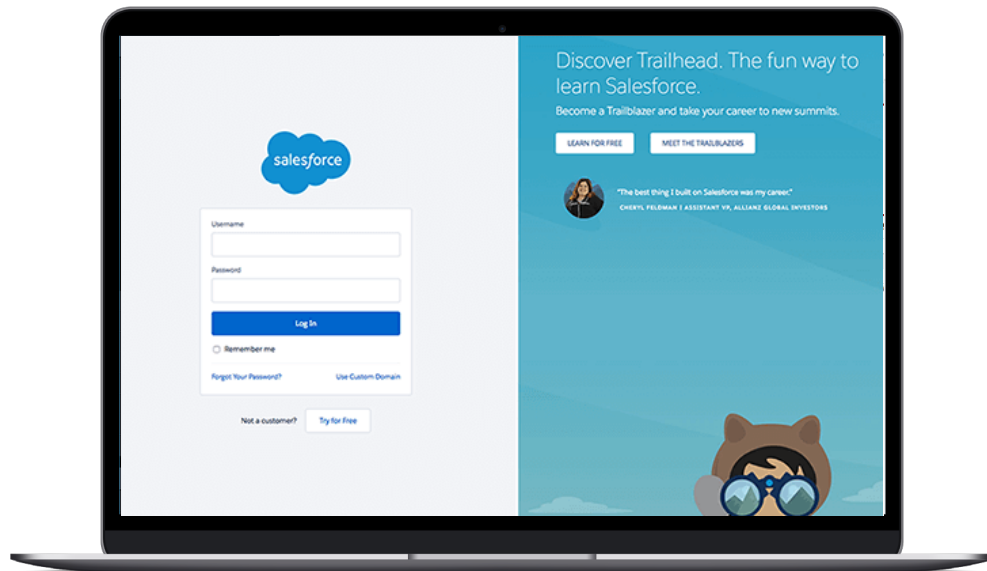 salesforce
Username
Password
Log In
Remember me
Forgot Your Password?
Use Custom Domain
Not a customer?
Try for Free
Discover Trailhead. The fun way to
learn Salesforce.
Become a Trailblazer and take your career to new summits.
LEARN FOR FREE
MEET THE TRAILBLAZERS
"The best thing I built on Salesforce was my career."
CHERYL FELDMAN | ASSISTANT VP, ALLIANZ GLOBAL INVESTORS